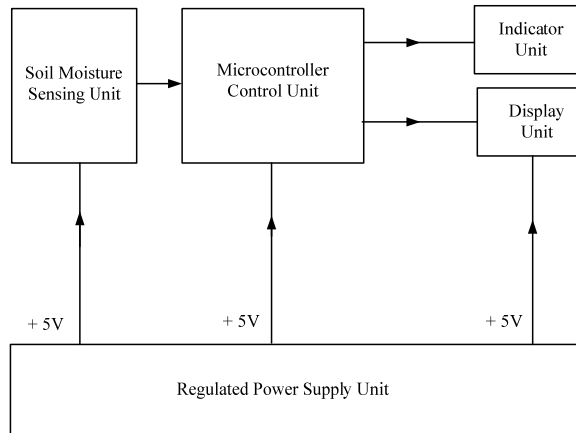 Soil Moisture
Sensing Unit
Microcontroller
Control Unit
Indicator
Unit
Display
Unit
+ 5V
+ 5V
+ 5V
Regulated Power Supply Unit